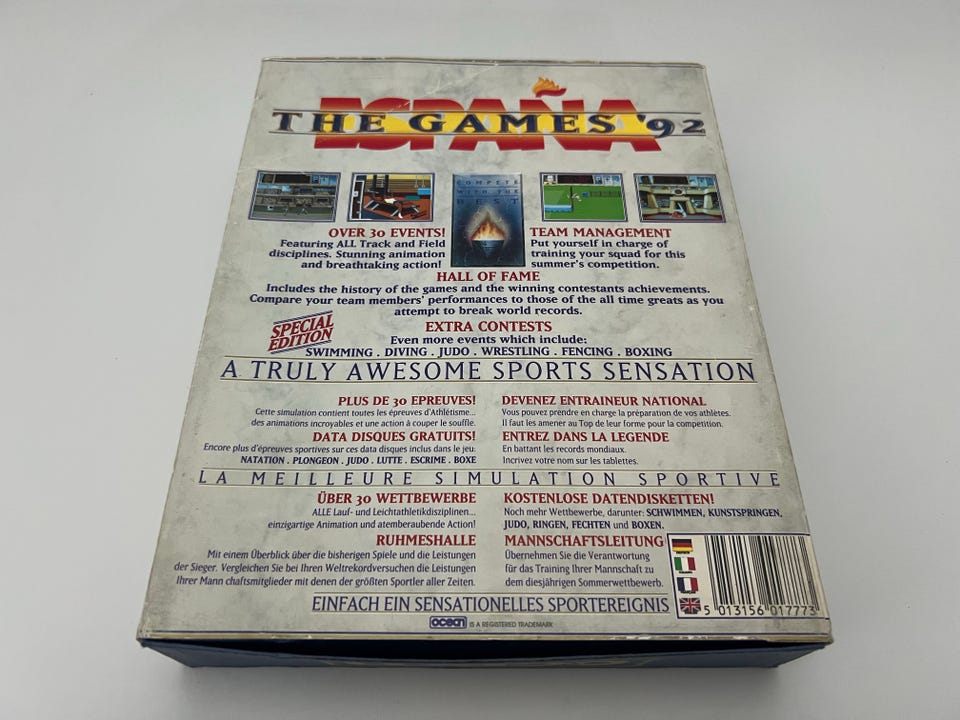 ESPAÑA
THE GAMES '92
COMPETE
WITH THE
BEST
OVER 30 EVENTS!
Featuring ALL Track and Field
disciplines. Stunning animation
and breathtaking action!
TEAM MANAGEMENT
Put yourself in charge of
training your squad for this
summer's competition.
HALL OF FAME
Includes the history of the games and the winning contestants achievements.
Compare your team members' performances to those of the all time greats as you
attempt to break world records.
SPECIAL
EDITION
EXTRA CONTESTS
Even more events which include:
SWIMMING . DIVING . JUDO . WRESTLING . FENCING . BOXING
A TRULY AWESOME SPORTS SENSATION
PLUS DE 30 EPREUVES!
Cette simulation contient toutes les épreuves d'Athlétisme...
des animations incroyables et une action à couper le souffle.
DATA DISQUES GRATUITS!
Encore plus d'épreuves sportives sur ces data disques inclus dans le jeu:
NATATION . PLONGEON . JUDO . LUTTE . ESCRIME . BOXE
DEVENEZ ENTRAINEUR NATIONAL
Vous pouvez prendre en charge la préparation de vos athlètes.
Il faut les amener au Top de leur forme pour la competition.
ENTREZ DANS LA LEGENDE
En battant les records mondiaux.
Incrivez votre nom sur les tablettes.
LA MEILLEURE SIMULATION SPORTIVE
ÜBER 30 WETTBEWERBE
ALLE Lauf- und Leichtathletikdisziplinen...
einzigartige Animation und atemberaubende Action!
RUHMESHALLE
Mit einem Überblick über die bisherigen Spiele und die Leistungen
der Sieger. Vergleichen Sie bei Ihren Weltrekordversuchen die Leistungen
Ihrer Mann chaftsmitglieder mit denen der größten Sportler aller Zeiten.
KOSTENLOSE DATENDISKETTEN!
Noch mehr Wettbewerbe, darunter: SCHWIMMEN, KUNSTSPRINGEN,
JUDO, RINGEN, FECHTEN und BOXEN.
MANNSCHAFTSLEITUNG
Übernehmen Sie die Verantwortung
für das Training Ihrer Mannschaft zu
dem diesjährigen Sommerwettbewerb.
EINFACH EIN SENSATIONELLES SPORTEREIGNIS
ocean IS A REGISTERED TRADEMARK
5 013156 017773